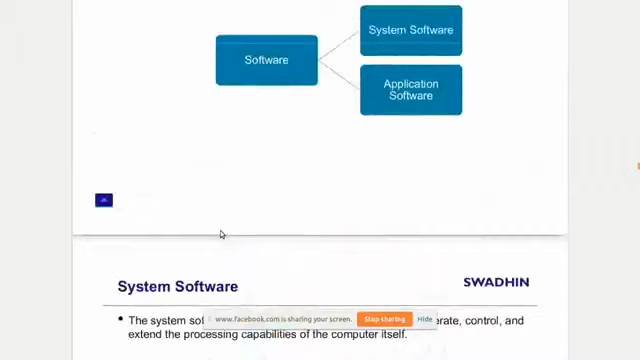 System Software
Software
Application
Software
System Software
SWADHIN
• The system sof
erate, control, and
www.facebook.com is sharing your screen.
Stop sharing
Hide
extend the processing capabilities of the computer itself.